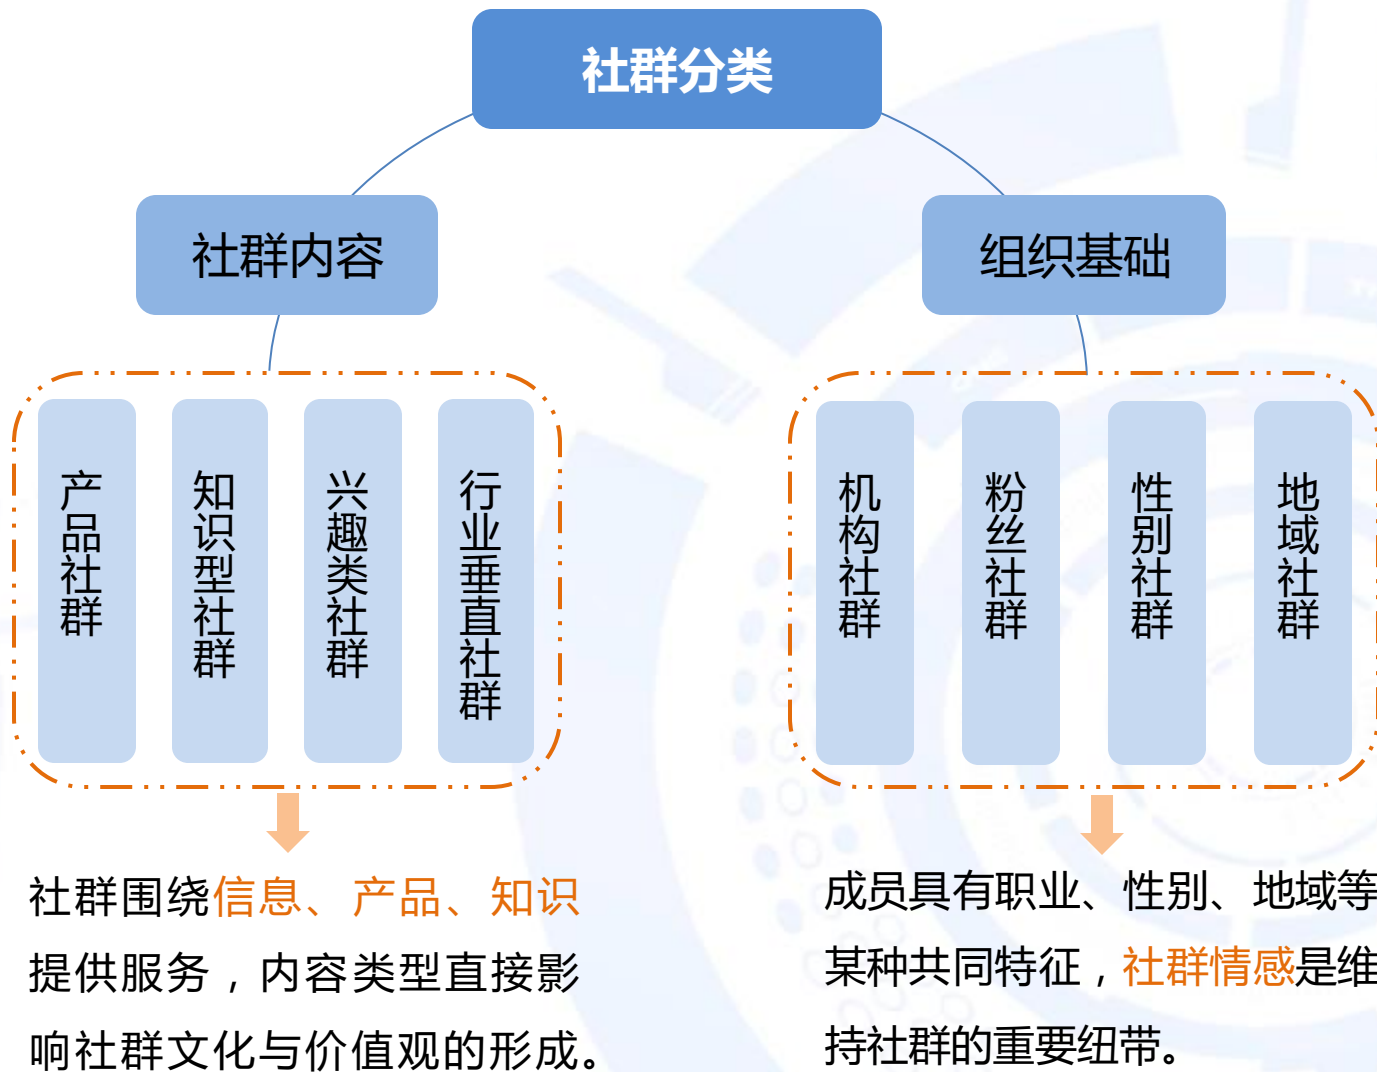 社群分类
社群内容
组织基础
产品社群
知识型社群
兴趣类社群
行业垂直社群
机构社群
粉丝社群
性别社群
地域社群
社群围绕信息、产品、知识
提供服务，内容类型直接影
响社群文化与价值观的形成。
成员具有职业、性别、地域等
某种共同特征，社群情感是维
持社群的重要纽带。